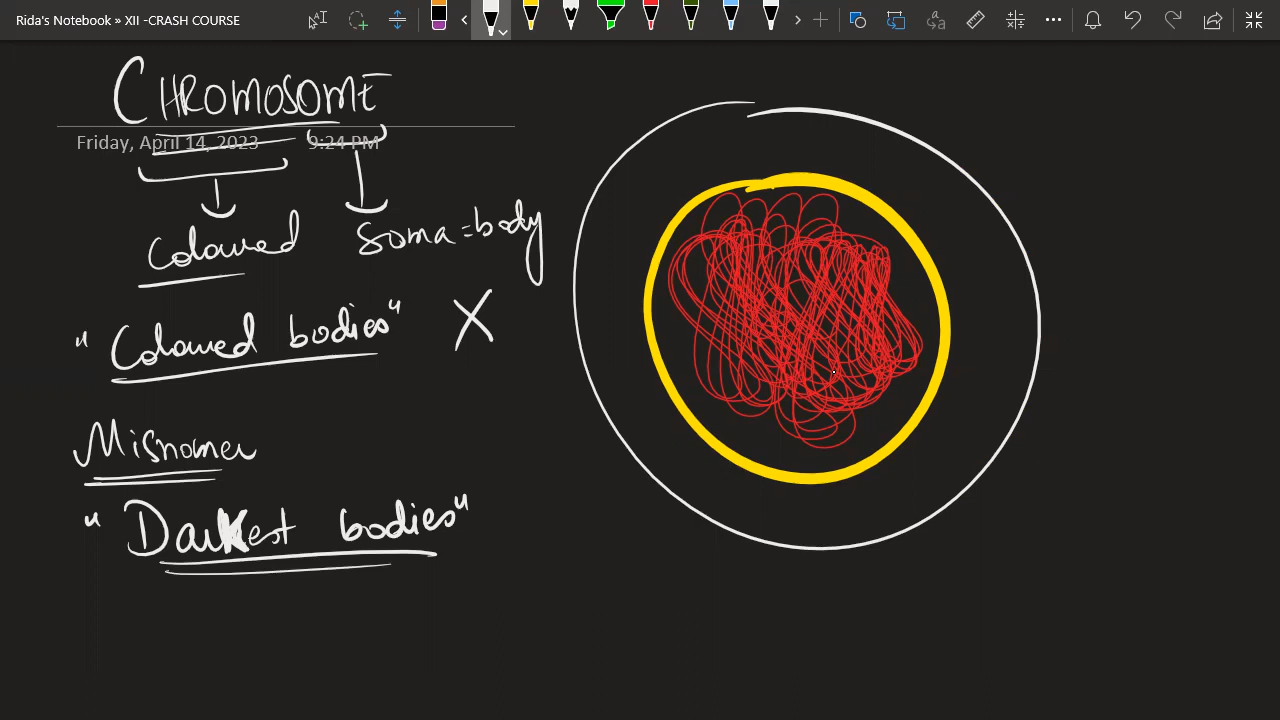 Rida's Notebook » XII -CRASH COURSE
CHROMOSOME
Friday, April 14, 2023 9:24 PM
Coloured soma=body
"Coloured bodies" X
Misnomer
"Darkest bodies"